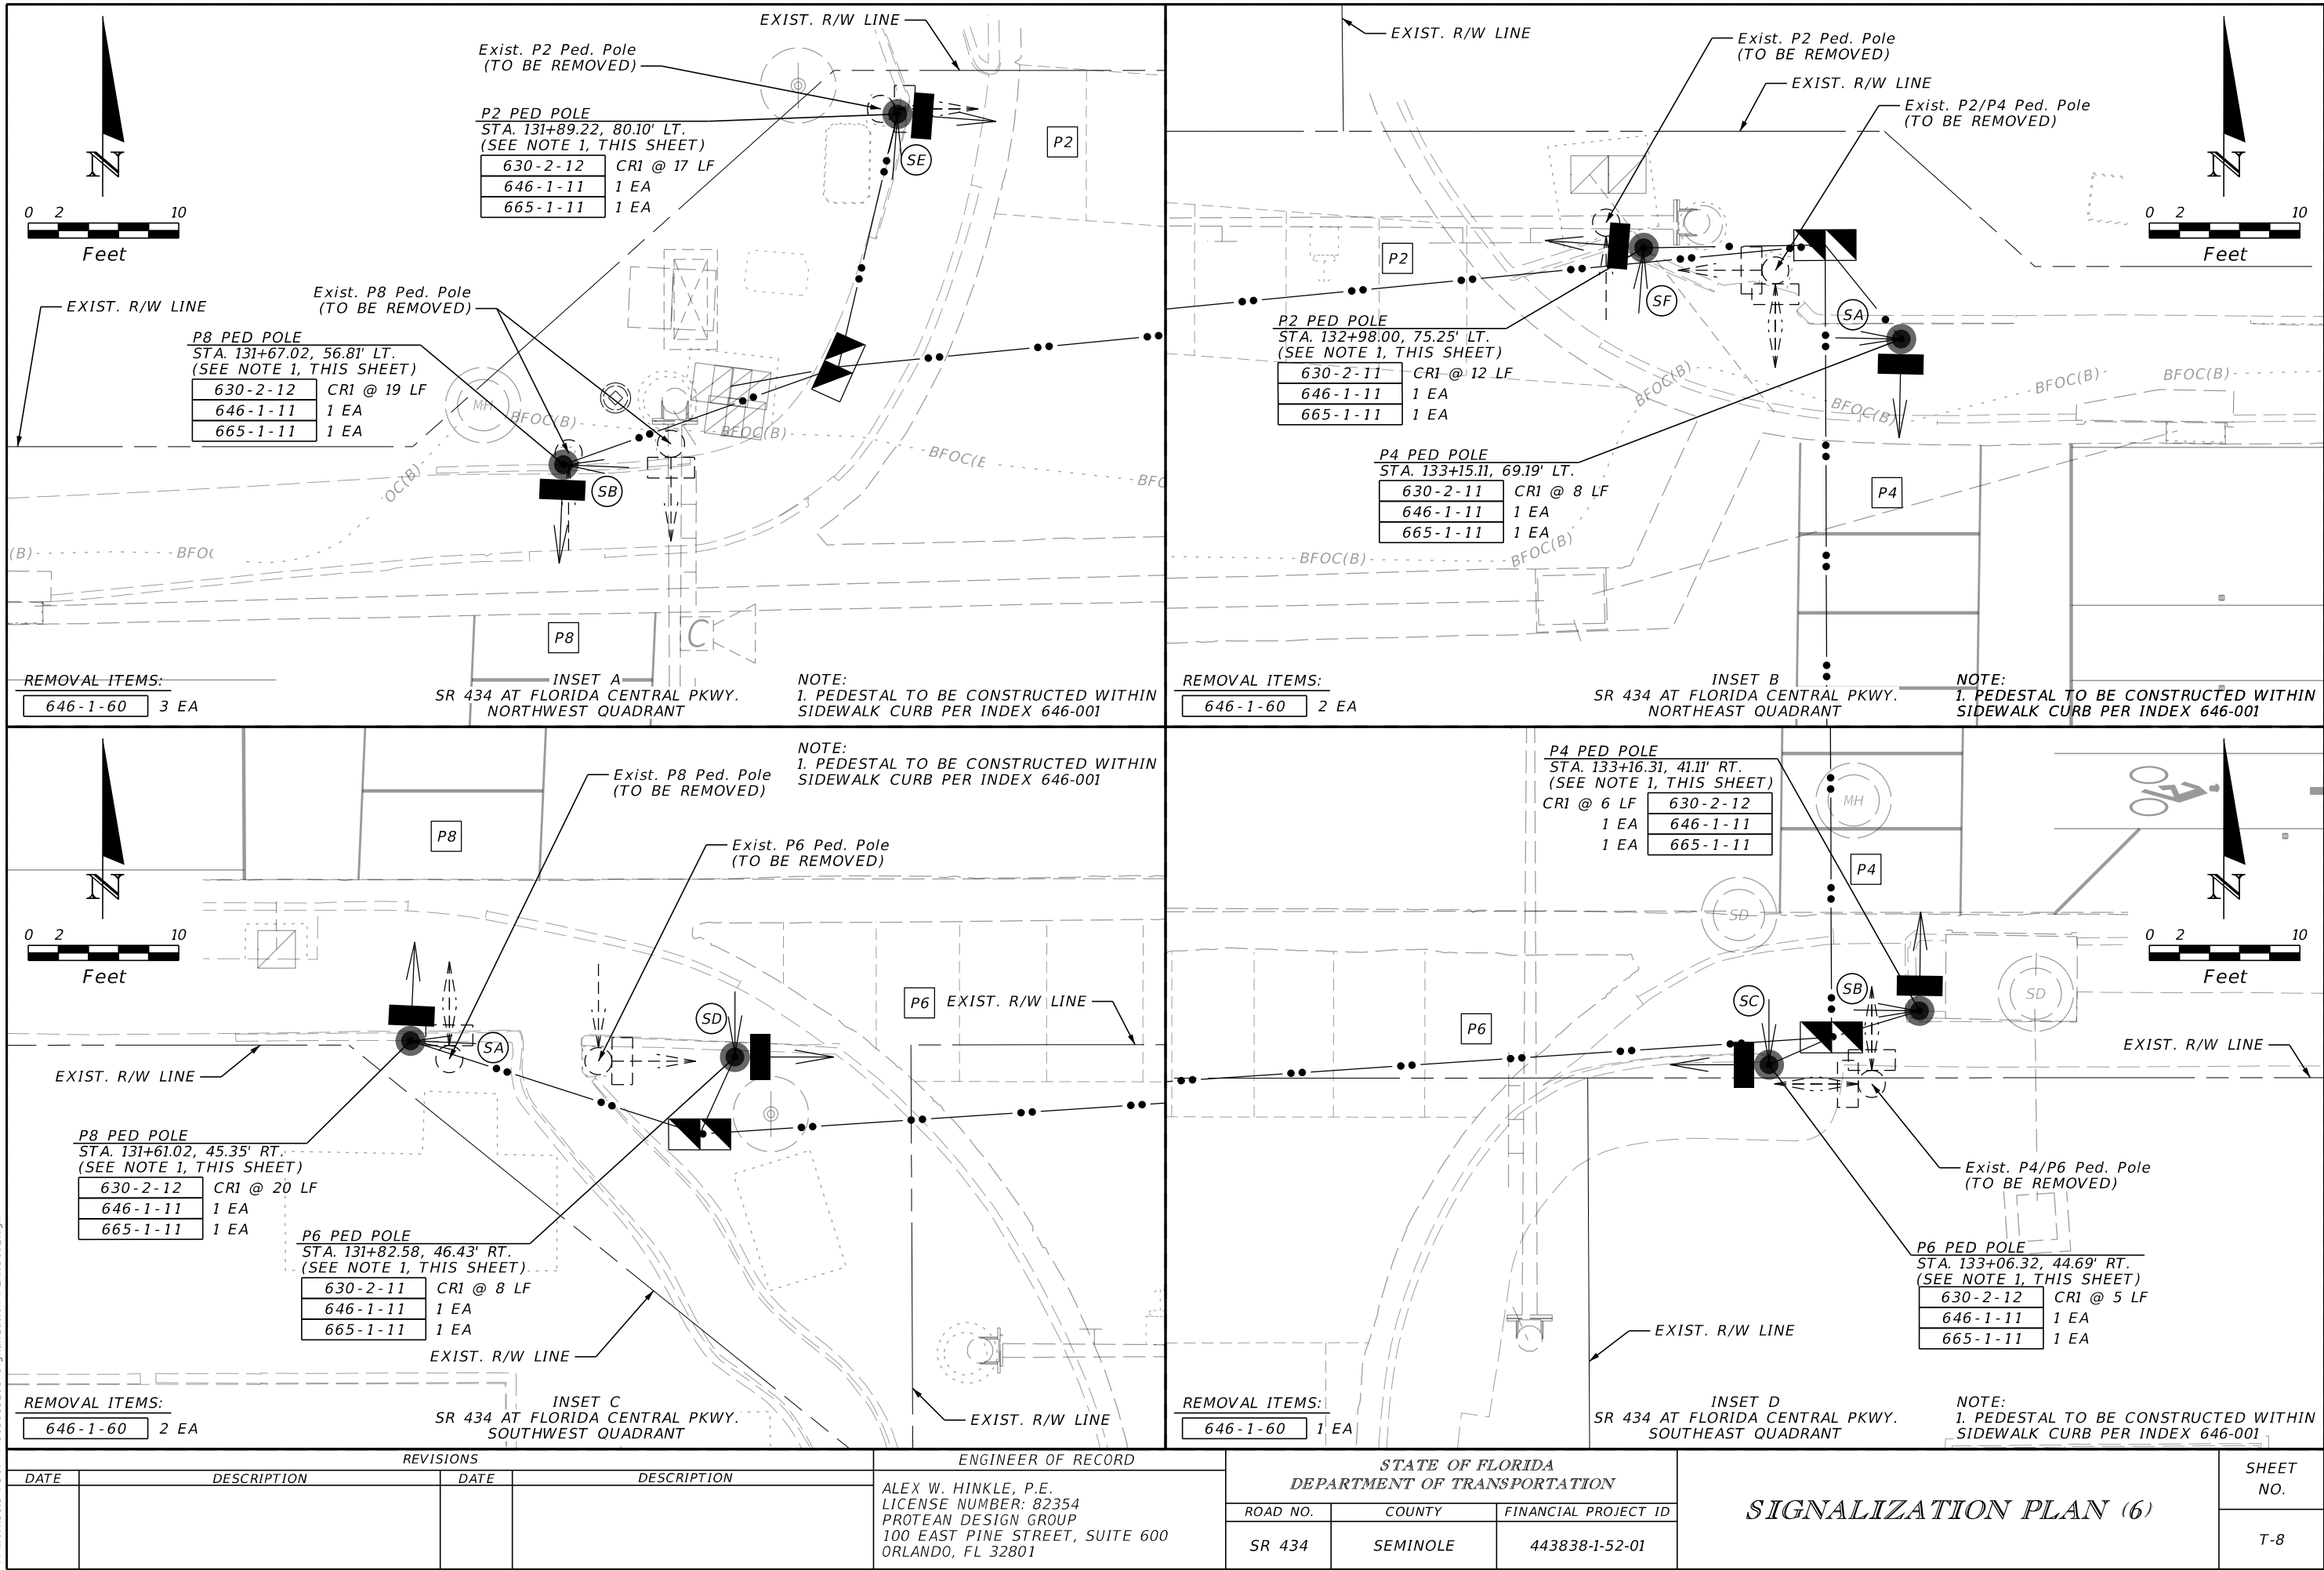 EXIST. R/W LINE
Exist. P2 Ped. Pole
(TO BE REMOVED)
P2 PED POLE
STA. 131+89.22, 80.10' LT.
(SEE NOTE 1, THIS SHEET)
630-2-12 CR1 @ 17 LF
646-1-11 1 EA
665-1-11 1 EA
SE
P2
N
0 2 10
Feet
EXIST. R/W LINE
Exist. P8 Ped. Pole
(TO BE REMOVED)
P8 PED POLE
STA. 131+67.02, 56.81' LT.
(SEE NOTE 1, THIS SHEET)
630-2-12 CR1 @ 19 LF
646-1-11 1 EA
665-1-11 1 EA
MH
BFOC(B)
BFOC(B)
BFOC(B
BFO
OC(B)
SB
(B)
BFOC
P8
C
REMOVAL ITEMS:
646-1-60 3 EA
INSET A
SR 434 AT FLORIDA CENTRAL PKWY.
NORTHWEST QUADRANT
NOTE:
1. PEDESTAL TO BE CONSTRUCTED WITHIN
SIDEWALK CURB PER INDEX 646-001
EXIST. R/W LINE
Exist. P2 Ped. Pole
(TO BE REMOVED)
EXIST. R/W LINE
Exist. P2/P4 Ped. Pole
(TO BE REMOVED)
N
0 2 10
Feet
P2
SF
SA
P2 PED POLE
STA. 132+98.00, 75.25' LT.
(SEE NOTE 1, THIS SHEET)
630-2-11 CR1 @ 12 LF
646-1-11 1 EA
665-1-11 1 EA
BFOC(B)
BFOC(B)
BFOC(B)
BFOC(B)
P4 PED POLE
STA. 133+15.11, 69.19' LT.
630-2-11 CR1 @ 8 LF
646-1-11 1 EA
665-1-11 1 EA
P4
BFOC(B)
BFOC(B)
REMOVAL ITEMS:
646-1-60 2 EA
INSET B
SR 434 AT FLORIDA CENTRAL PKWY.
NORTHEAST QUADRANT
NOTE:
1. PEDESTAL TO BE CONSTRUCTED WITHIN
SIDEWALK CURB PER INDEX 646-001
NOTE:
1. PEDESTAL TO BE CONSTRUCTED WITHIN
SIDEWALK CURB PER INDEX 646-001
Exist. P8 Ped. Pole
(TO BE REMOVED)
P8
Exist. P6 Ped. Pole
(TO BE REMOVED)
N
0 2 10
Feet
SD
P6
EXIST. R/W LINE
SA
EXIST. R/W LINE
P8 PED POLE
STA. 131+61.02, 45.35' RT.
(SEE NOTE 1, THIS SHEET)
630-2-12 CR1 @ 20 LF
646-1-11 1 EA
665-1-11 1 EA
P6 PED POLE
STA. 131+82.58, 46.43' RT.
(SEE NOTE 1, THIS SHEET)
630-2-11 CR1 @ 8 LF
646-1-11 1 EA
665-1-11 1 EA
EXIST. R/W LINE
EXIST. R/W LINE
REMOVAL ITEMS:
646-1-60 2 EA
INSET C
SR 434 AT FLORIDA CENTRAL PKWY.
SOUTHWEST QUADRANT
P4 PED POLE
STA. 133+16.31, 41.11' RT.
(SEE NOTE 1, THIS SHEET)
CR1 @ 6 LF 630-2-12
1 EA 646-1-11
1 EA 665-1-11
MH
P4
SD
N
0 2 10
Feet
SC
SB
SD
P6
EXIST. R/W LINE
Exist. P4/P6 Ped. Pole
(TO BE REMOVED)
P6 PED POLE
STA. 133+06.32, 44.69' RT.
(SEE NOTE 1, THIS SHEET)
630-2-12 CR1 @ 5 LF
646-1-11 1 EA
665-1-11 1 EA
EXIST. R/W LINE
REMOVAL ITEMS:
646-1-60 1 EA
INSET D
SR 434 AT FLORIDA CENTRAL PKWY.
SOUTHEAST QUADRANT
NOTE:
1. PEDESTAL TO BE CONSTRUCTED WITHIN
SIDEWALK CURB PER INDEX 646-001
REVISIONS
DATE DESCRIPTION DATE DESCRIPTION
ENGINEER OF RECORD
ALEX W. HINKLE, P.E.
LICENSE NUMBER: 82354
PROTEAN DESIGN GROUP
100 EAST PINE STREET, SUITE 600
ORLANDO, FL 32801
STATE OF FLORIDA
DEPARTMENT OF TRANSPORTATION
ROAD NO. COUNTY FINANCIAL PROJECT ID
SR 434 SEMINOLE 443838-1-52-01
SIGNALIZATION PLAN (6)
SHEET
NO.
T-8